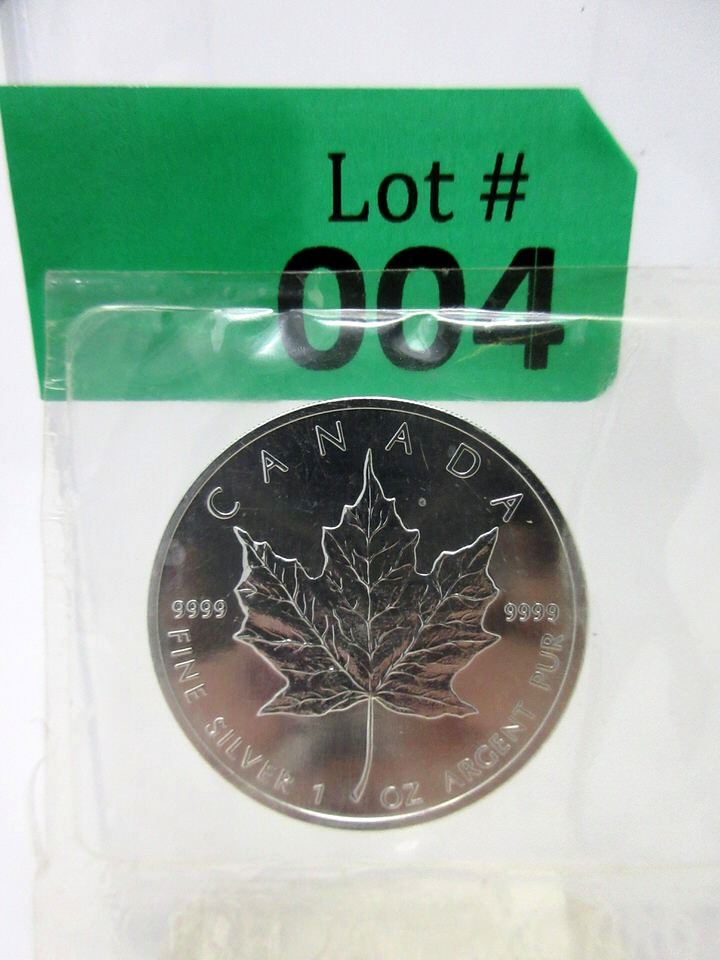 Lot #
004
CANADA
9999 9999
FINE SILVER 1 OZ ARGENT PUR